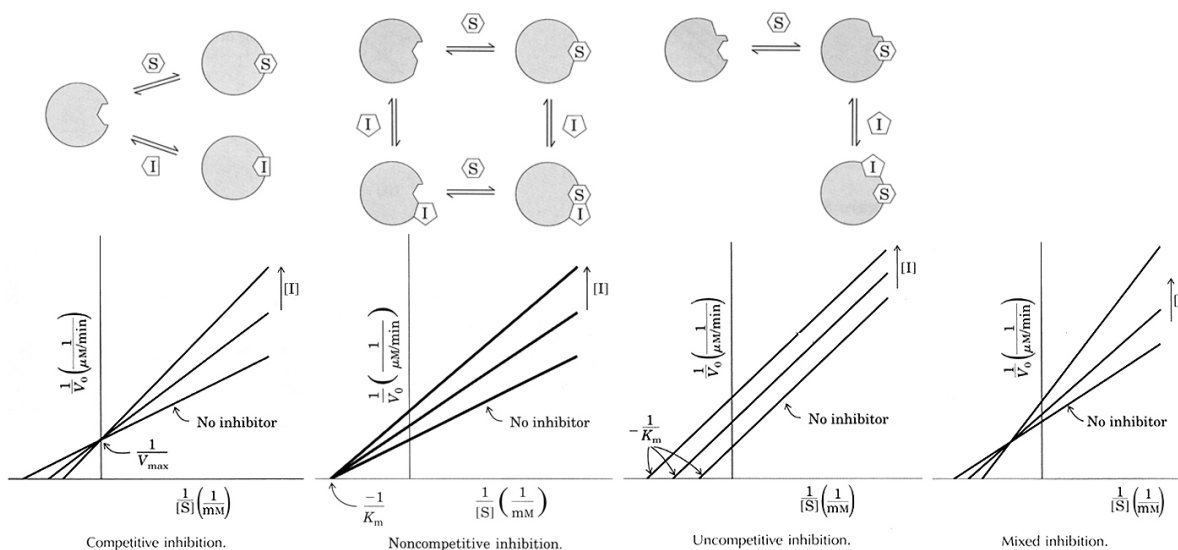 S
S
I
I
S
S
I
I
S
I
S
I
S
S
I
I
S
1/V₀ (1/μM/min)
[I]
No inhibitor
1/Vmax
1/[S] (1/mM)
Competitive inhibition.
1/V₀ (1/μM/min)
[I]
No inhibitor
-1/Km
1/[S] (1/mM)
Noncompetitive inhibition.
1/V₀ (1/μM/min)
[I]
No inhibitor
-1/Km
1/[S] (1/mM)
Uncompetitive inhibition.
1/V₀ (1/μM/min)
[
No inhibitor
1/[S] (1/mM)
Mixed inhibition.